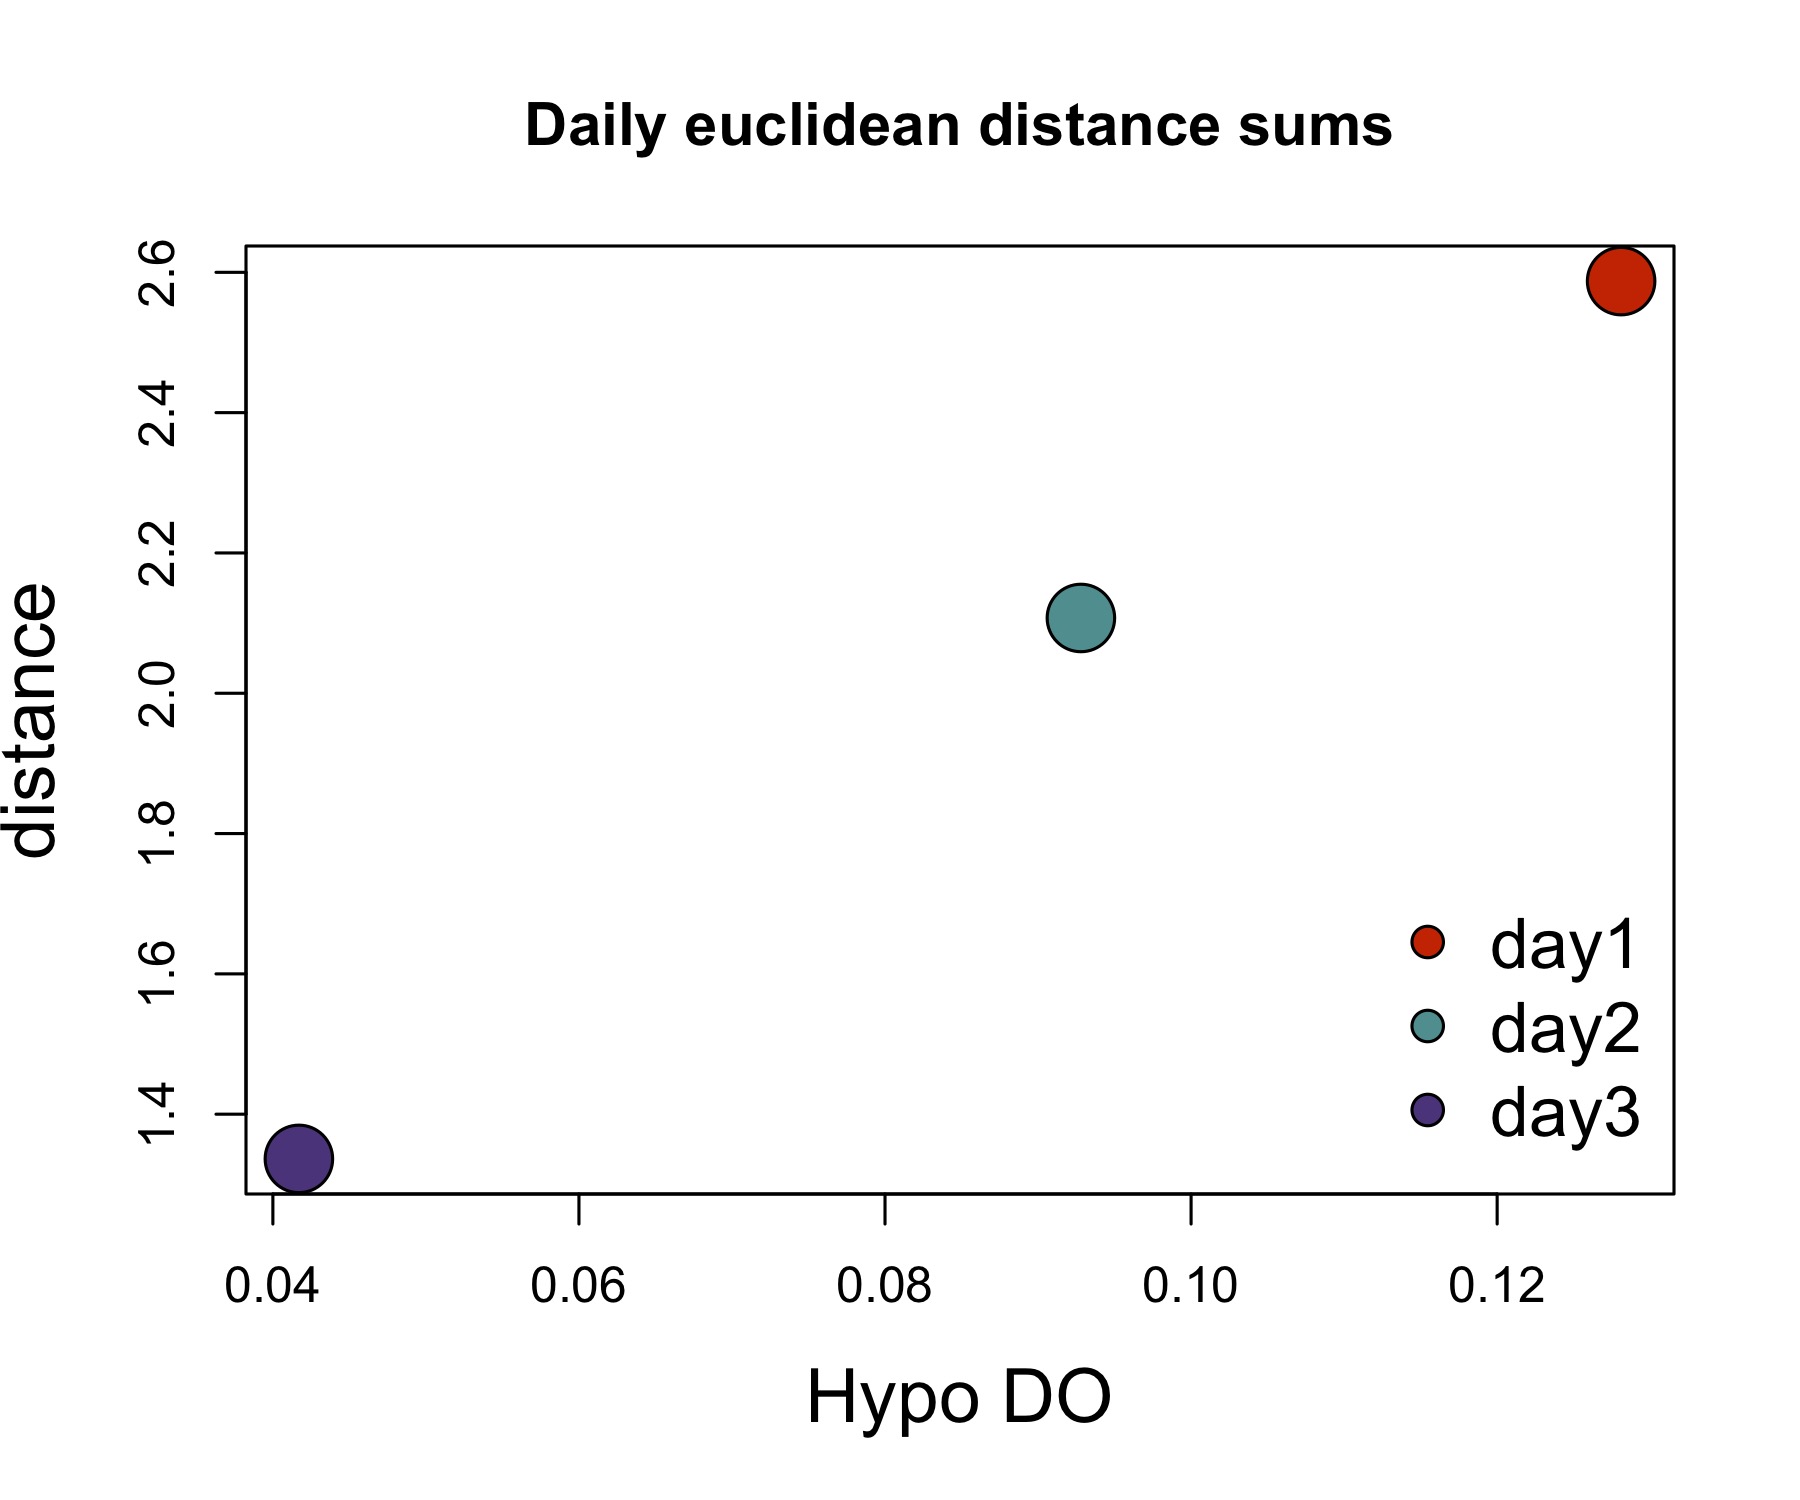 Daily euclidean distance sums
distance
2.6
2.4
2.2
2.0
1.8
1.6
1.4
day1
day2
day3
0.04 0.06 0.08 0.10 0.12
Hypo DO